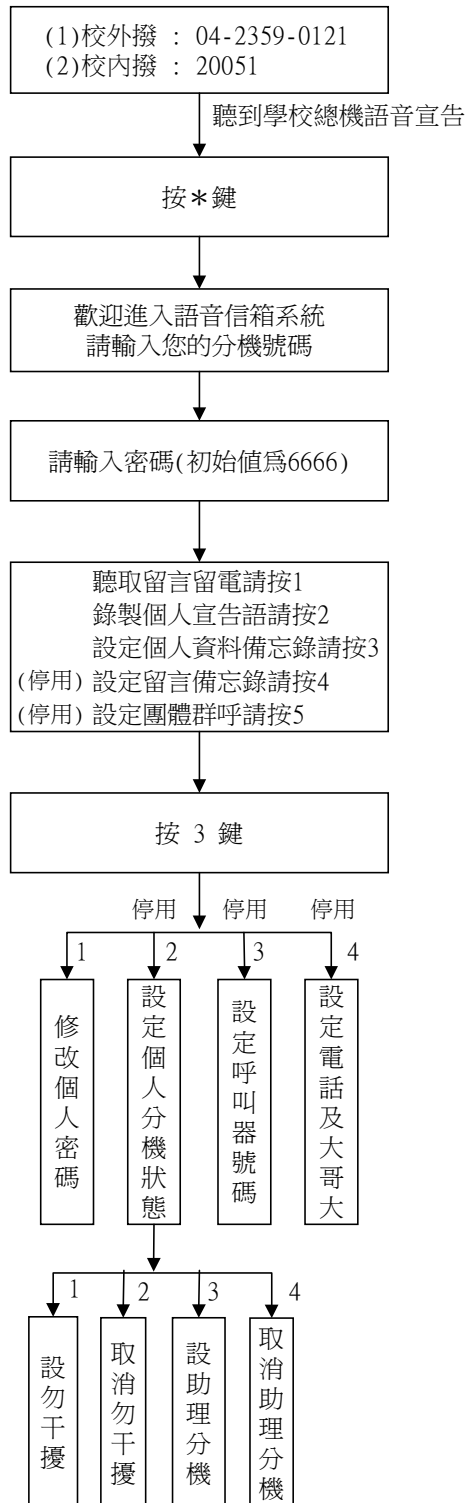 (1)校外撥 : 04-2359-0121
(2)校內撥 : 20051
聽到學校總機語音宣告
按＊鍵
歡迎進入語音信箱系統
請輸入您的分機號碼
請輸入密碼(初始值爲6666)
聽取留言留電請按1
錄製個人宣告語請按2
設定個人資料備忘錄請按3
(停用) 設定留言備忘錄請按4
(停用) 設定團體群呼請按5
按 3 鍵
停用 停用 停用
1 2 3 4
修改個人密碼
設定個人分機狀態
設定呼叫器號碼
設定電話及大哥大
1 2 3 4
設勿干擾
取消勿干擾
設助理分機
取消助理分機